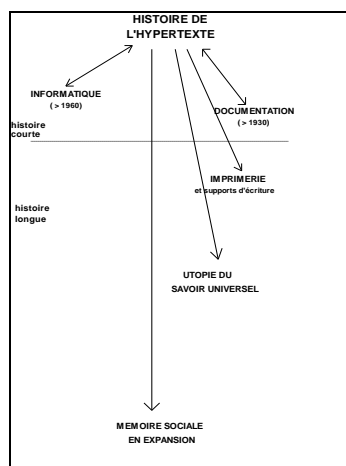 HISTOIRE DE
L'HYPERTEXTE
INFORMATIQUE
( > 1960)
DOCUMENTATION
( > 1930)
histoire
courte
IMPRIMERIE
et supports d'écriture
histoire
longue
UTOPIE DU
SAVOIR UNIVERSEL
MEMOIRE SOCIALE
EN EXPANSION